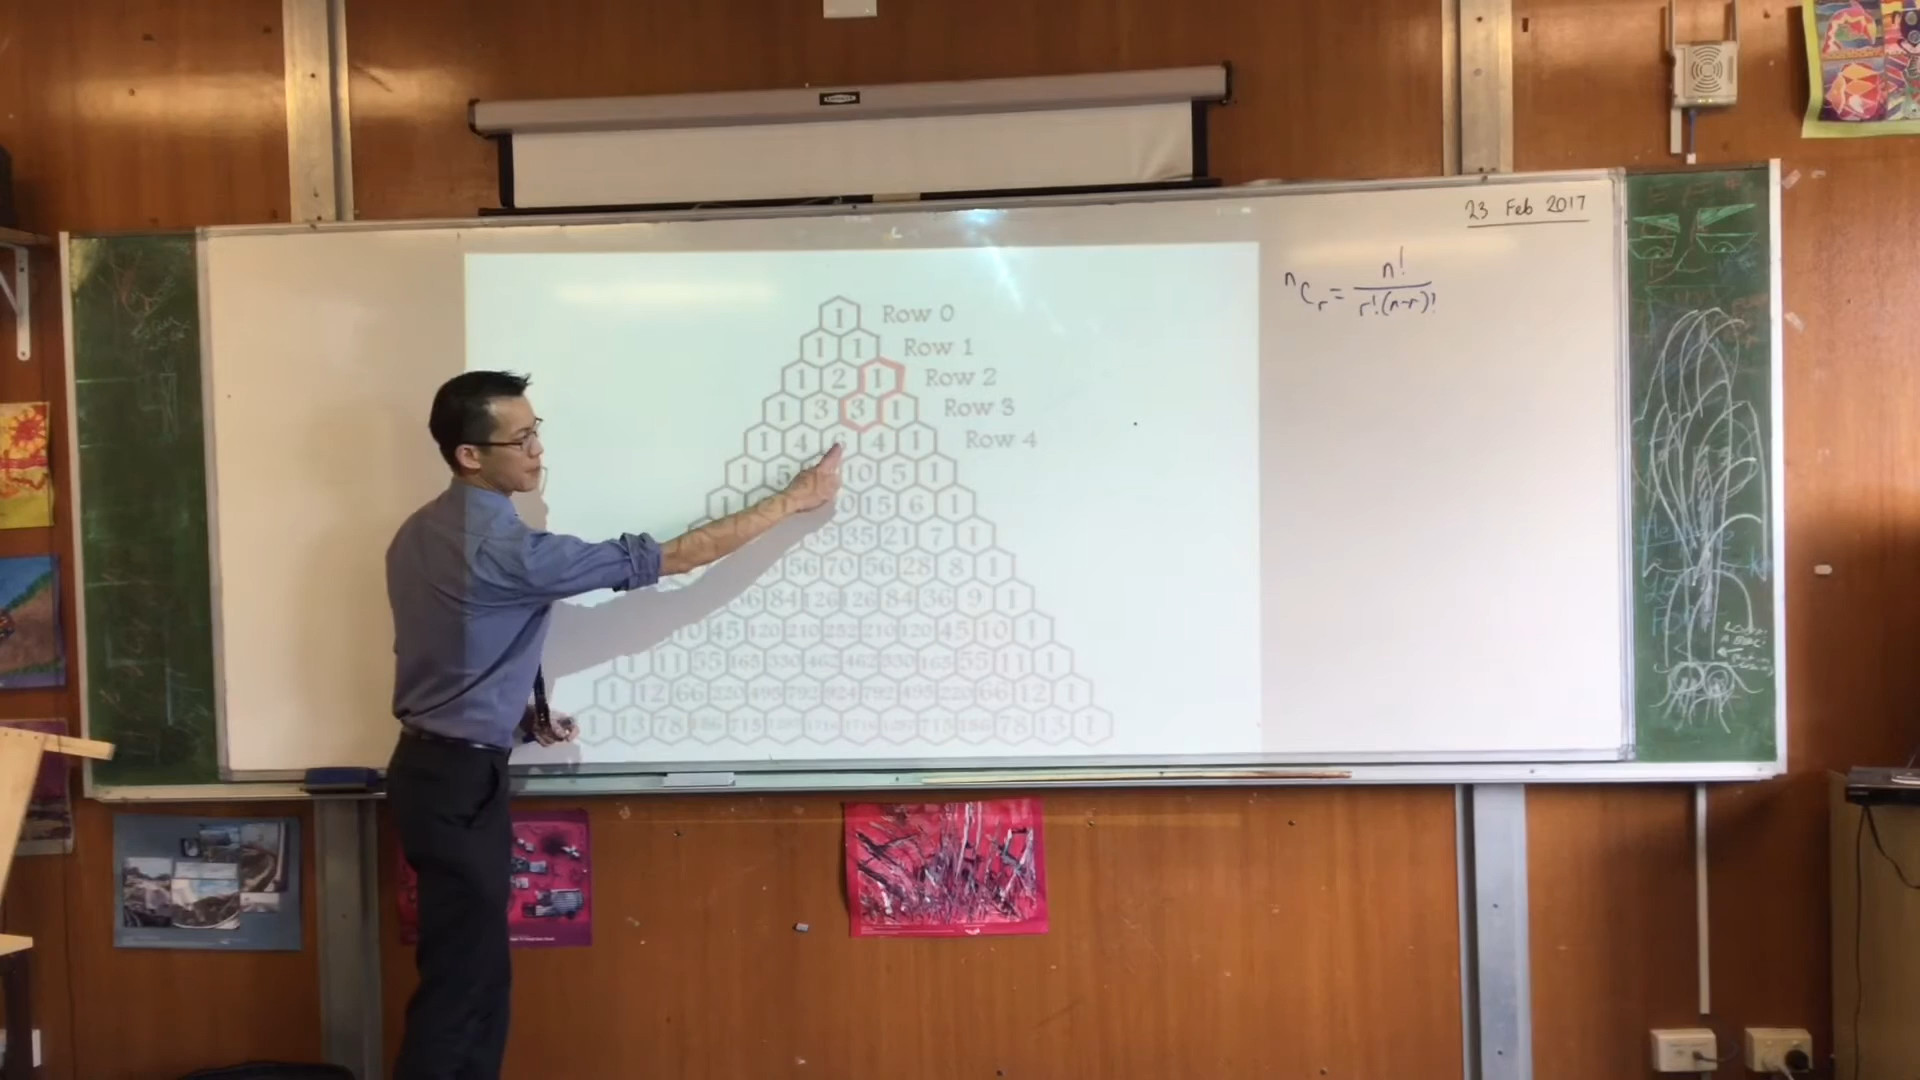 23 Feb 2017
nCr = n! / r!(n-r)!
1 Row 0
1 1 Row 1
1 2 1 Row 2
1 3 3 1 Row 3
1 4 6 4 1 Row 4
1 5 10 5 1
1 15 6 1
35 35 21 7 1
56 70 56 28 8 1
36 84 126 126 84 36 9 1
10 45 120 210 252 210 120 45 10 1
1 11 55 165 330 462 462 330 165 55 11 1
1 12 66 220 495 792 924 792 495 220 66 12 1
1 13 78 715 715 78 13 1